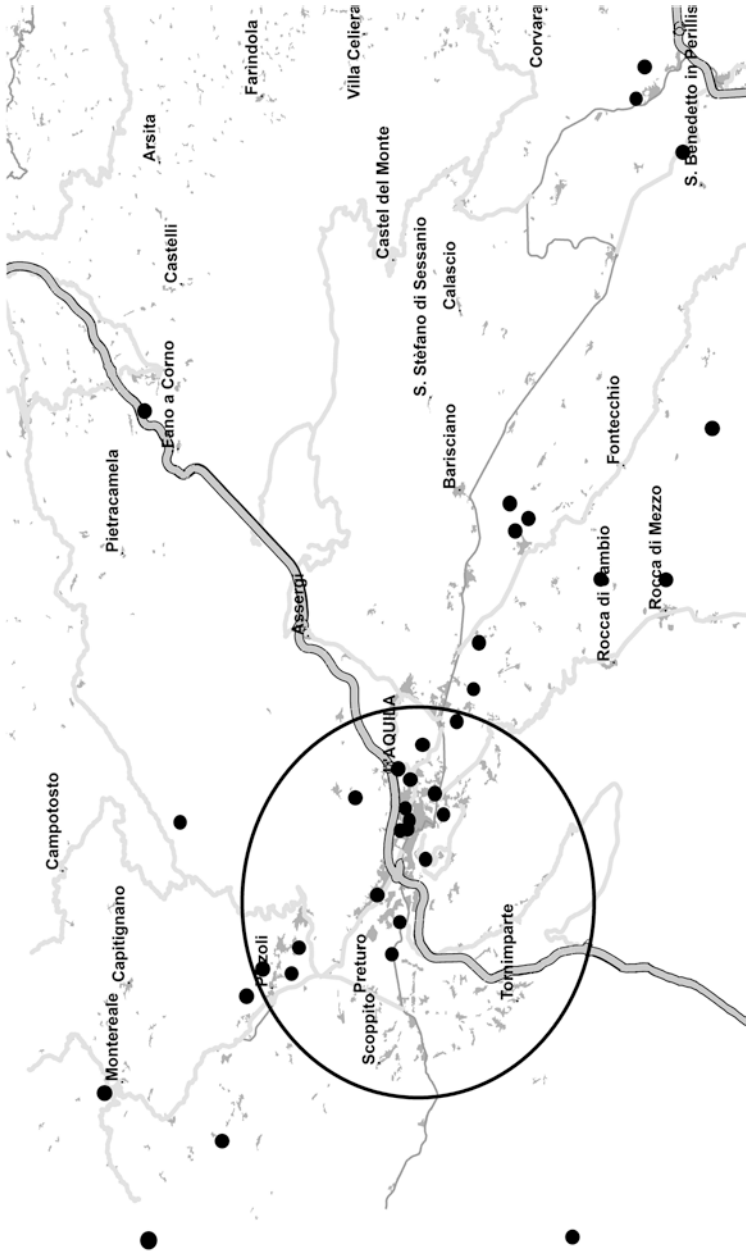 Campotosto
Montereale
Pietracamela
Capitignano
Arsita
Fano a Corno
Castelli
Farindola
Pizzoli
Assergi
Villa Celiera
Preturo
Scoppito
Castel del Monte
L'AQUILA
S. Stèfano di Sessanio
Calascio
Barisciano
Tornimparte
Corvara
Rocca di Cambio
Fontecchio
Rocca di Mezzo
S. Benedetto in Perillis